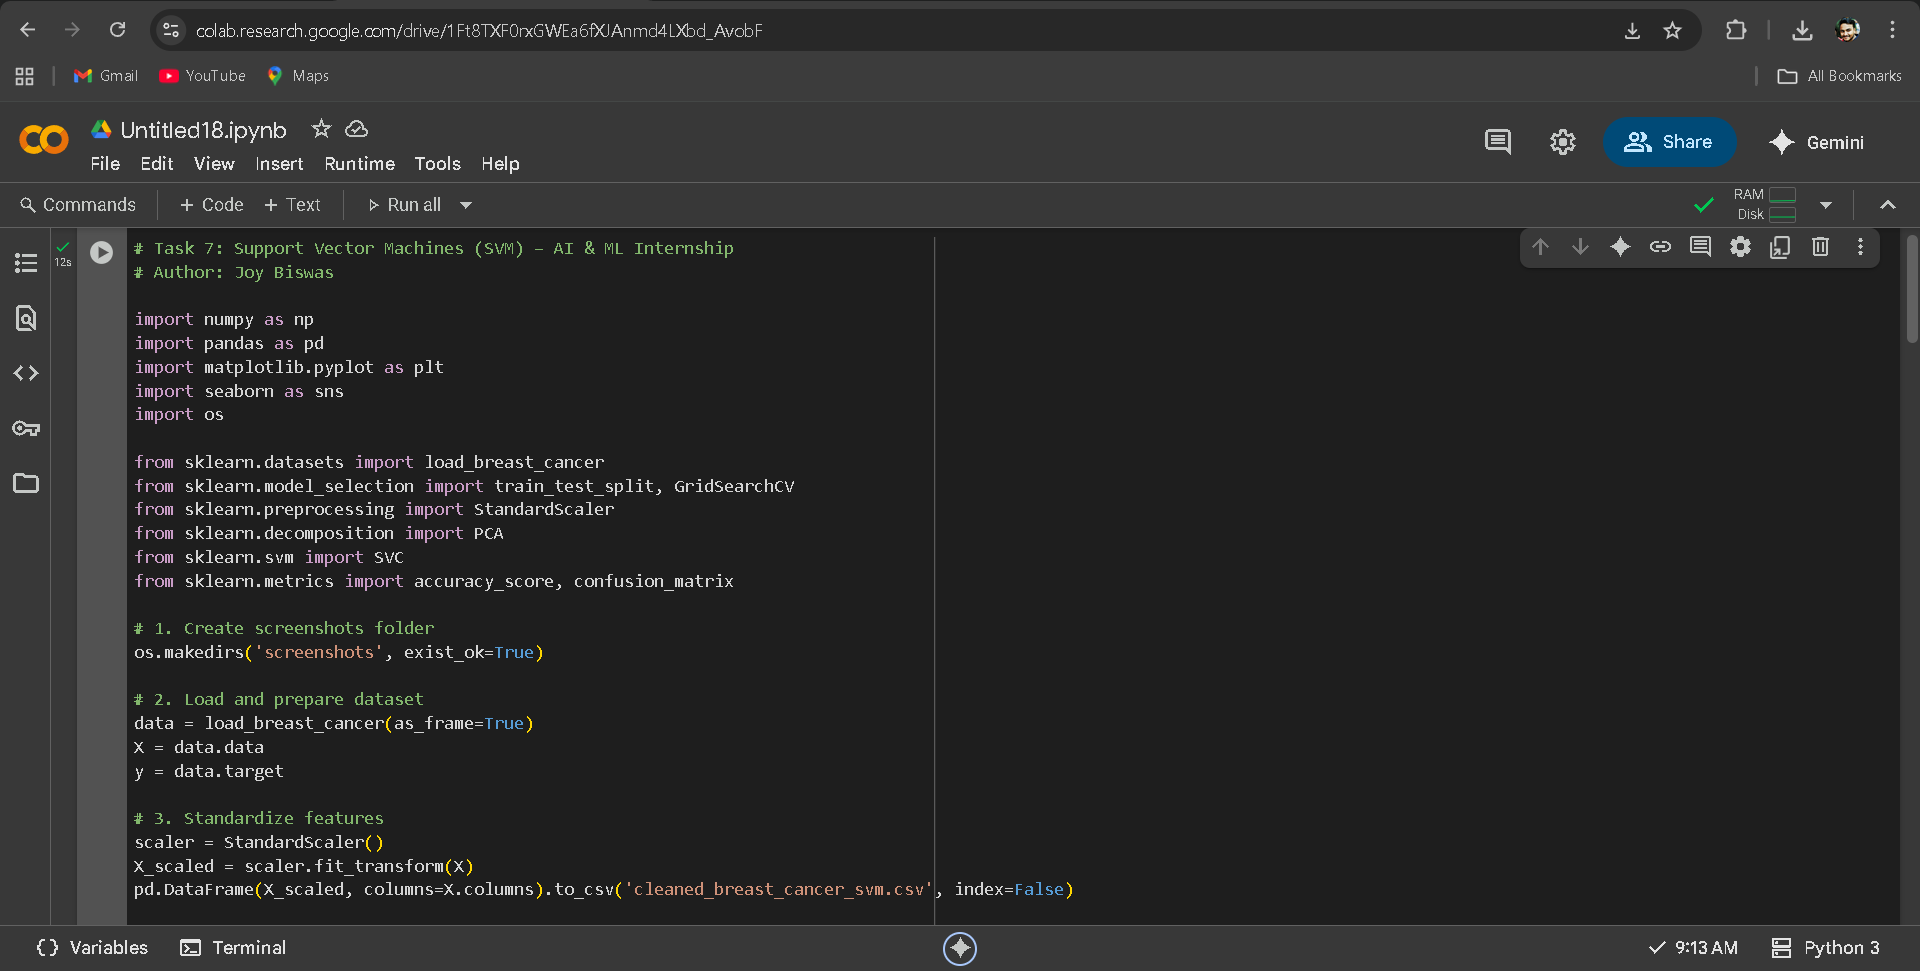 colab.research.google.com/drive/1Ft8TXF0rxGWEa6fXJAnmd4LXbd_AvobF
Gmail YouTube Maps All Bookmarks
Untitled18.ipynb
File Edit View Insert Runtime Tools Help
Share Gemini
Commands + Code + Text Run all
RAM
Disk
12s
# Task 7: Support Vector Machines (SVM) – AI & ML Internship
# Author: Joy Biswas
import numpy as np
import pandas as pd
import matplotlib.pyplot as plt
import seaborn as sns
import os
from sklearn.datasets import load_breast_cancer
from sklearn.model_selection import train_test_split, GridSearchCV
from sklearn.preprocessing import StandardScaler
from sklearn.decomposition import PCA
from sklearn.svm import SVC
from sklearn.metrics import accuracy_score, confusion_matrix
# 1. Create screenshots folder
os.makedirs('screenshots', exist_ok=True)
# 2. Load and prepare dataset
data = load_breast_cancer(as_frame=True)
X = data.data
y = data.target
# 3. Standardize features
scaler = StandardScaler()
X_scaled = scaler.fit_transform(X)
pd.DataFrame(X_scaled, columns=X.columns).to_csv('cleaned_breast_cancer_svm.csv', index=False)
{} Variables Terminal 9:13 AM Python 3